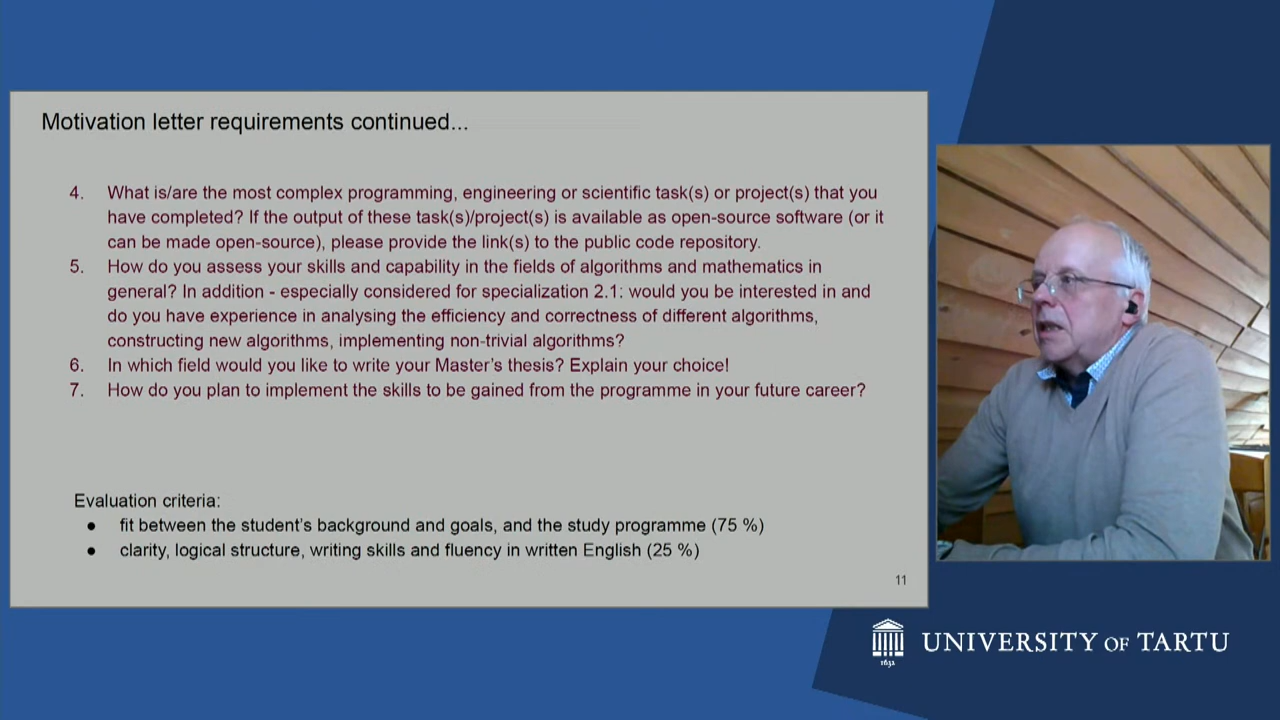 Motivation letter requirements continued...
4. What is/are the most complex programming, engineering or scientific task(s) or project(s) that you
have completed? If the output of these task(s)/project(s) is available as open-source software (or it
can be made open-source), please provide the link(s) to the public code repository.
5. How do you assess your skills and capability in the fields of algorithms and mathematics in
general? In addition - especially considered for specialization 2.1: would you be interested in and
do you have experience in analysing the efficiency and correctness of different algorithms,
constructing new algorithms, implementing non-trivial algorithms?
6. In which field would you like to write your Master's thesis? Explain your choice!
7. How do you plan to implement the skills to be gained from the programme in your future career?
Evaluation criteria:
● fit between the student's background and goals, and the study programme (75 %)
● clarity, logical structure, writing skills and fluency in written English (25 %)
11
UNIVERSITY OF TARTU
1632